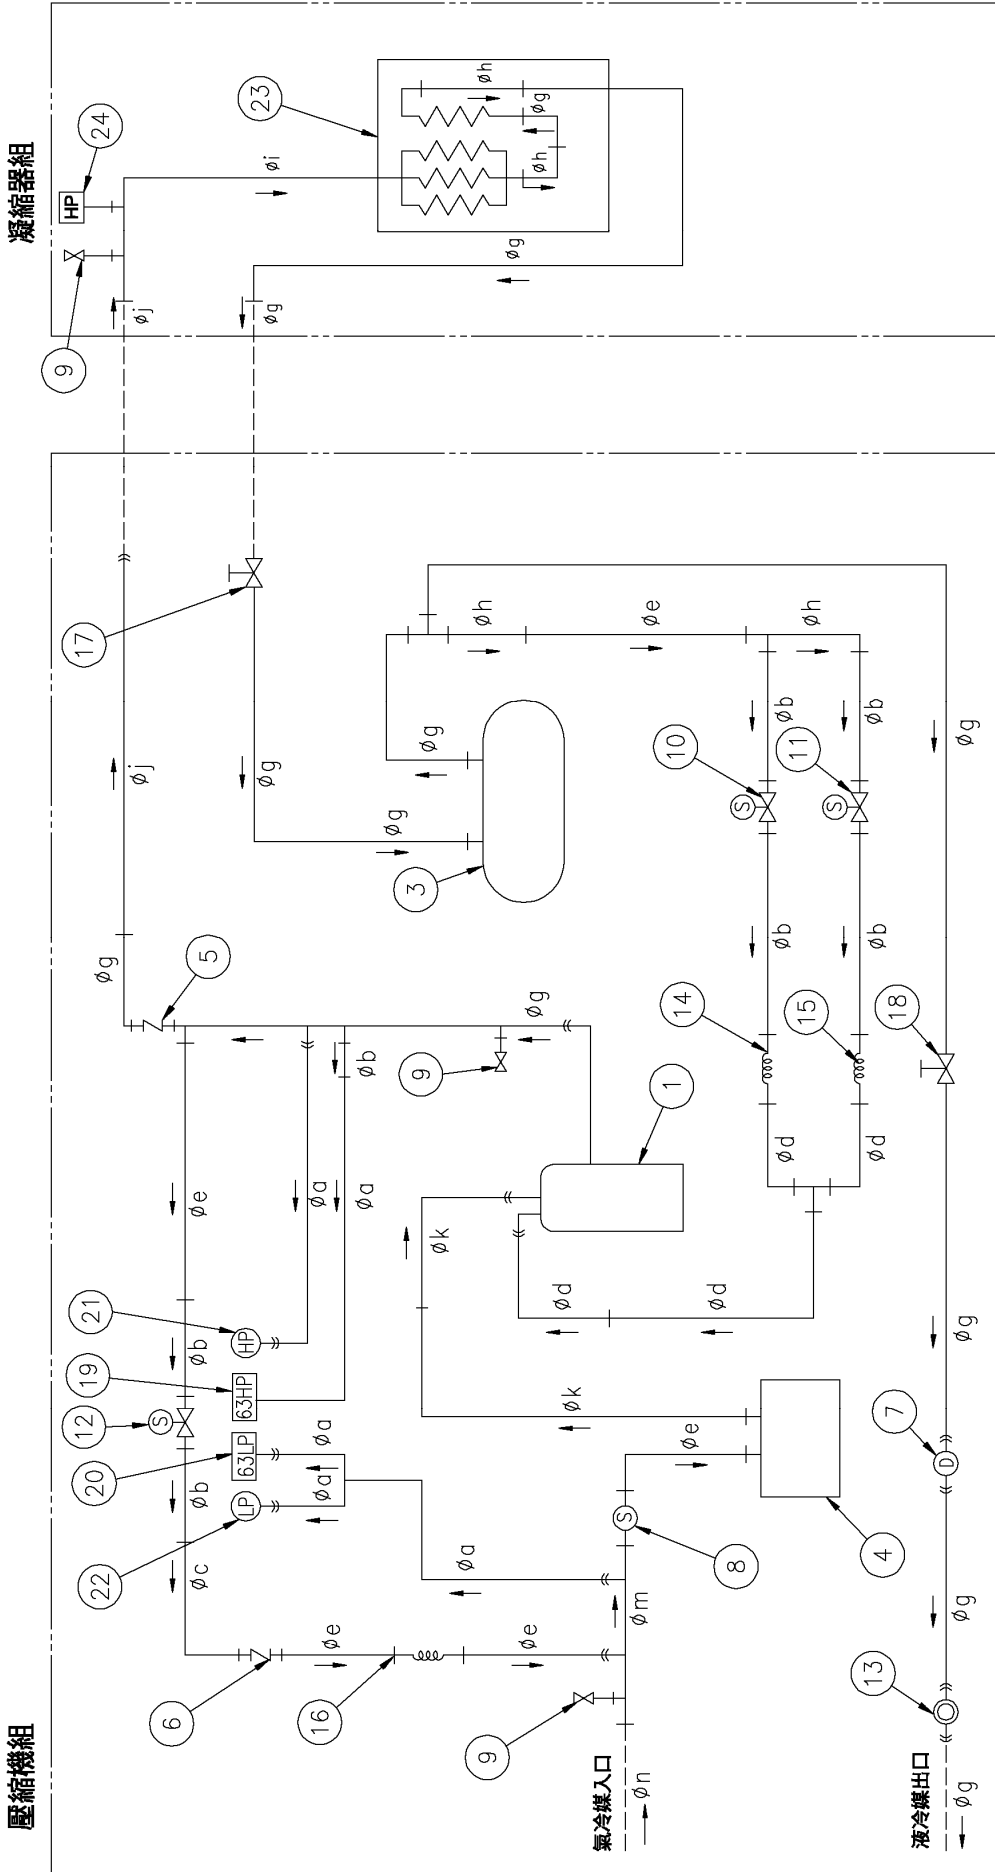 壓縮機組
凝縮器組
9
HP
24
22
20
12
19
21
17
øg
øj
øj
S
6
øc
øb
øb
øe
5
LP
63LP
63HP
HP
øg
øg
øi
23
16
øe
øa
øa
øa
øa
øb
øg
3
9
øg
øk
øa
9
øh
øh
øg
øe
øg
øh
øg
ød
øk
氣冷媒入口
S
øn
øm
øe
1
10
øe
14
ød
8
S
ød
øb
øb
11
15
øh
S
ød
øb
øb
13
4
7
18
液冷媒出口
D
øg
øg
øg
øg